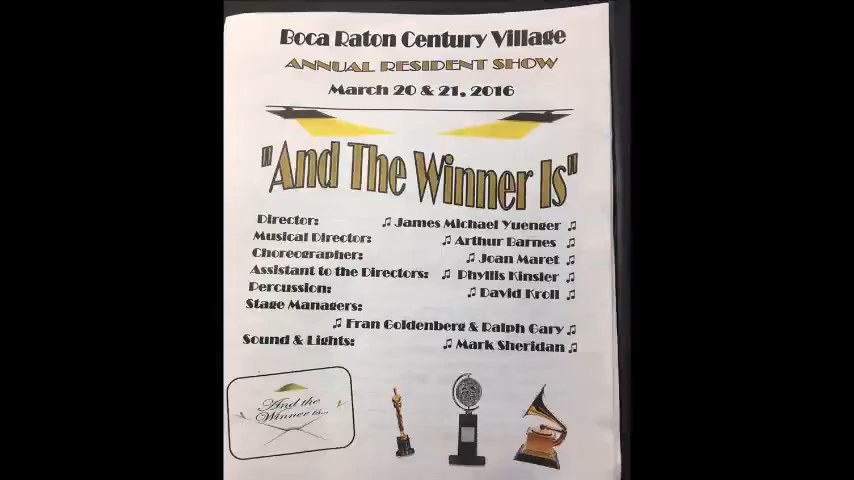 Boca Raton Century Village
ANNUAL RESIDENT SHOW
March 20 & 21, 2016
"And The Winner Is"
Director: ♫ James Michael Yuenger ♫
Musical Director: ♫ Arthur Barnes ♫
Choreographer: ♫ Joan Maret ♫
Assistant to the Directors: ♫ Phyllis Kinsler ♫
Percussion: ♫ David Kroll ♫
Stage Managers:
♫ Fran Goldenberg & Ralph Gary ♫
Sound & Lights: ♫ Mark Sheridan ♫
And the
Winner is...